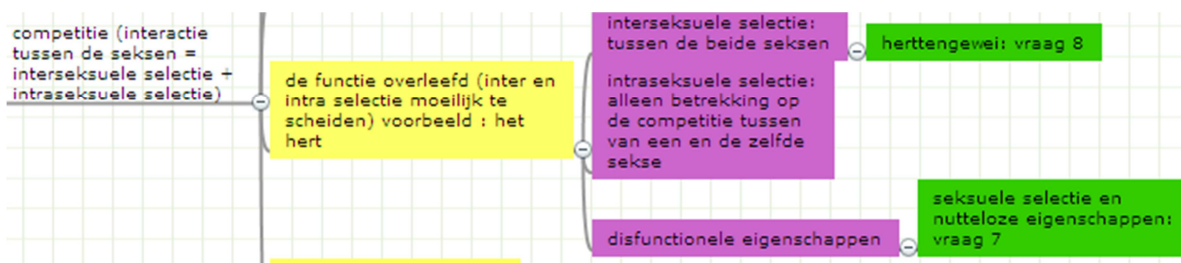 competitie (interactie
tussen de seksen =
interseksuele selectie +
intraseksuele selectie)
de functie overleefd (inter en
intra selectie moeilijk te
scheiden) voorbeeld : het
hert
interseksuele selectie:
tussen de beide seksen
herttengewei: vraag 8
intraseksuele selectie:
alleen betrekking op
de competitie tussen
van een en de zelfde
sekse
disfunctionele eigenschappen
seksuele selectie en
nutteloze eigenschappen:
vraag 7